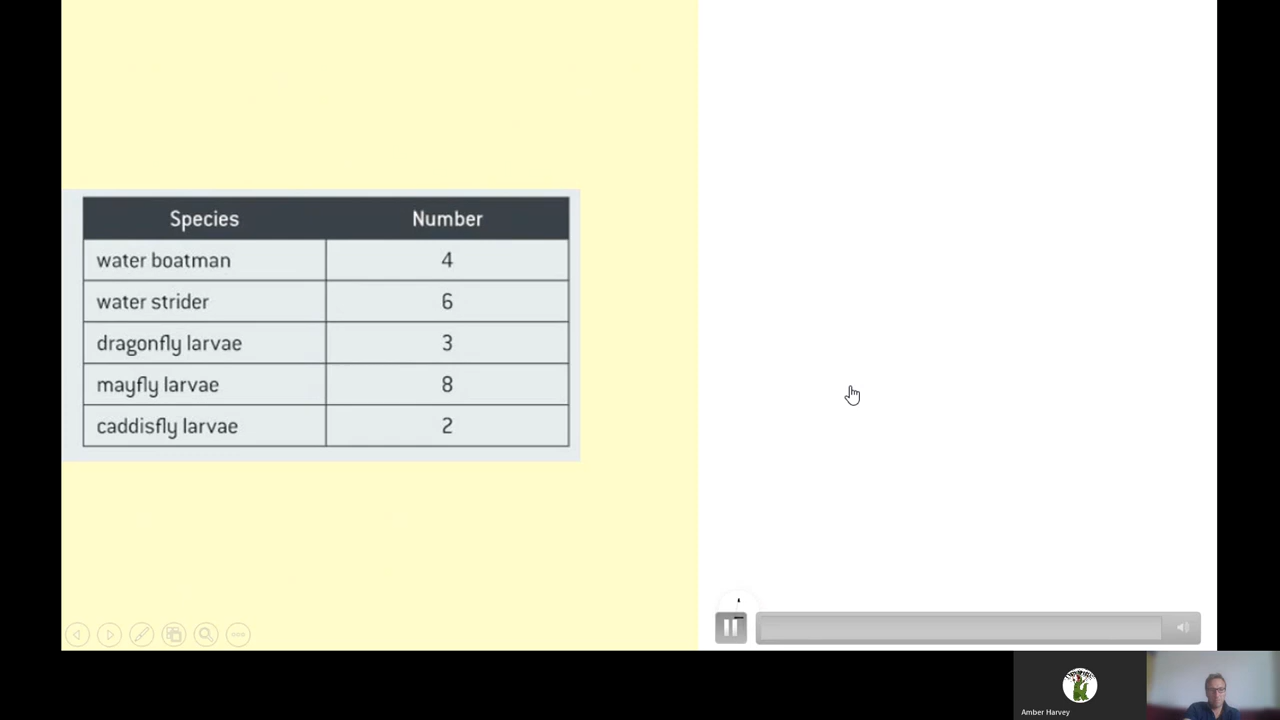 Species Number
water boatman 4
water strider 6
dragonfly larvae 3
mayfly larvae 8
caddisfly larvae 2
Amber Harvey